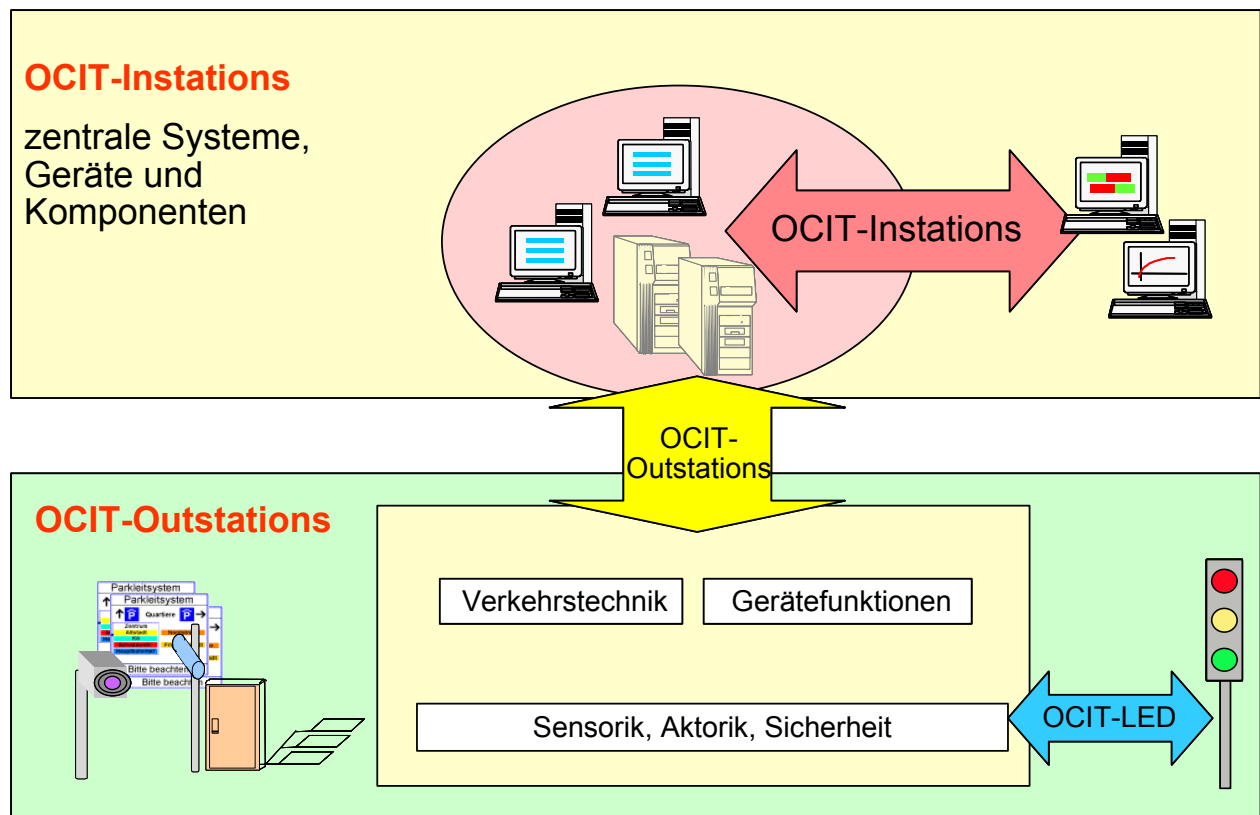 OCIT-Instations
zentrale Systeme,
Geräte und
Komponenten
OCIT-Instations
OCIT-
Outstations
OCIT-Outstations
Parkleitsystem
Parkleitsystem
Quartiere
Zentrum
Altstadt
Bitte beachten
Bitte beachten
Verkehrstechnik
Gerätefunktionen
Sensorik, Aktorik, Sicherheit
OCIT-LED